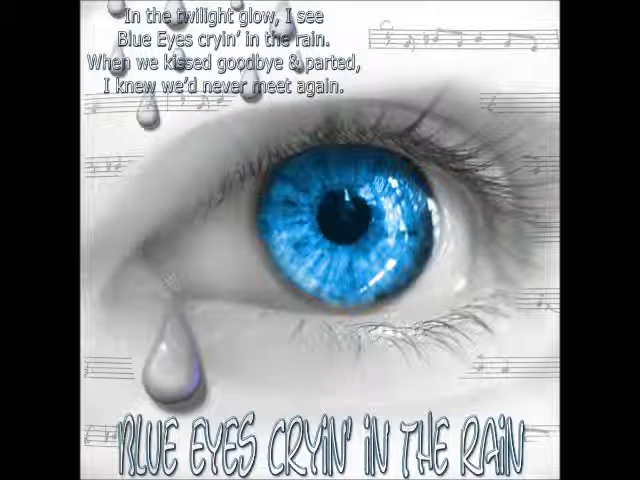 In the twilight glow, I see
Blue Eyes cryin' in the rain.
When we kissed goodbye & parted,
I knew we'd never meet again.
BLUE EYES CRYiN' iN THE RAiN